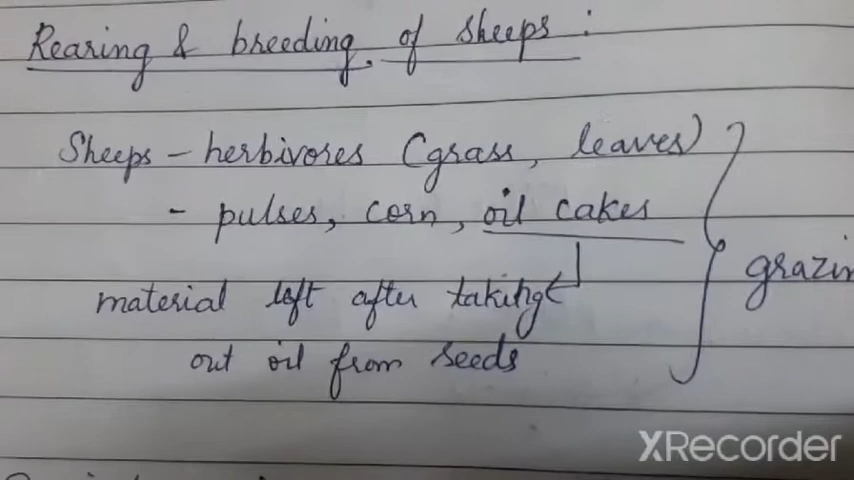 Rearing & breeding of sheeps :
Sheeps - herbivores (grass, leaves)
- pulses, corn, oil cakes
grazin
material left after taking
out oil from seeds
XRecorder